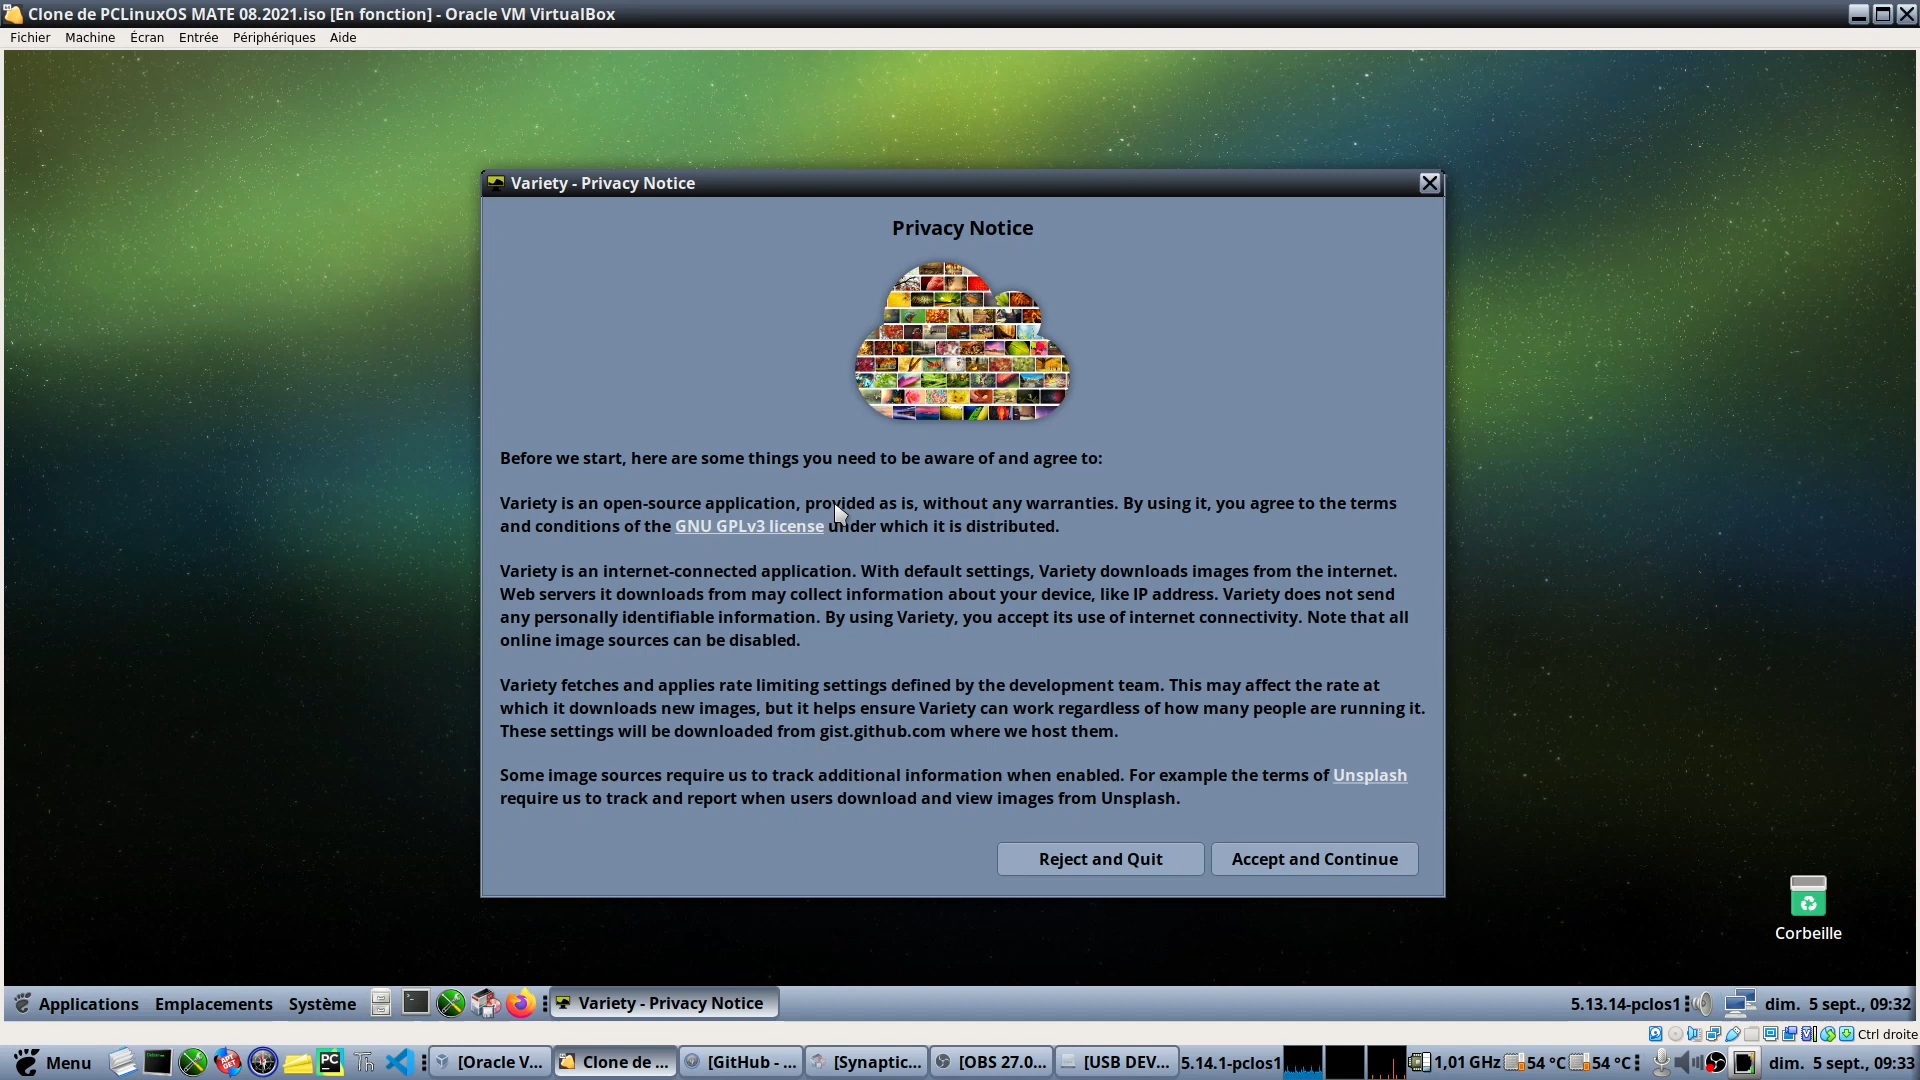 Clone de PCLinuxOS MATE 08.2021.iso [En fonction] - Oracle VM VirtualBox
Fichier Machine Écran Entrée Périphériques Aide
Variety - Privacy Notice
Privacy Notice
Before we start, here are some things you need to be aware of and agree to:
Variety is an open-source application, provided as is, without any warranties. By using it, you agree to the terms
and conditions of the GNU GPLv3 license under which it is distributed.
Variety is an internet-connected application. With default settings, Variety downloads images from the internet.
Web servers it downloads from may collect information about your device, like IP address. Variety does not send
any personally identifiable information. By using Variety, you accept its use of internet connectivity. Note that all
online image sources can be disabled.
Variety fetches and applies rate limiting settings defined by the development team. This may affect the rate at
which it downloads new images, but it helps ensure Variety can work regardless of how many people are running it.
These settings will be downloaded from gist.github.com where we host them.
Some image sources require us to track additional information when enabled. For example the terms of Unsplash
require us to track and report when users download and view images from Unsplash.
Reject and Quit Accept and Continue
Corbeille
Applications Emplacements Système Variety - Privacy Notice 5.13.14-pclos1 dim. 5 sept., 09:32
Ctrl droite
Menu PC Th [Oracle V... Clone de ... [GitHub - ... [Synaptic... [OBS 27.0... [USB DEV... 5.14.1-pclos1 1,01 GHz 54 °C 54 °C dim. 5 sept., 09:33